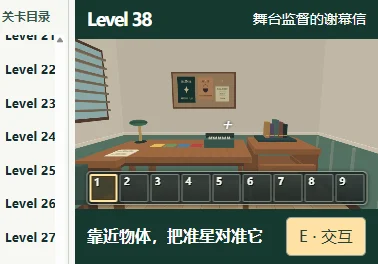 关卡目录
Level 21
Level 22
Level 23
Level 24
Level 25
Level 26
Level 27
Level 38
舞台监督的谢幕信
1 2 3 4 5 6 7 8 9
靠近物体，把准星对准它
E · 交互